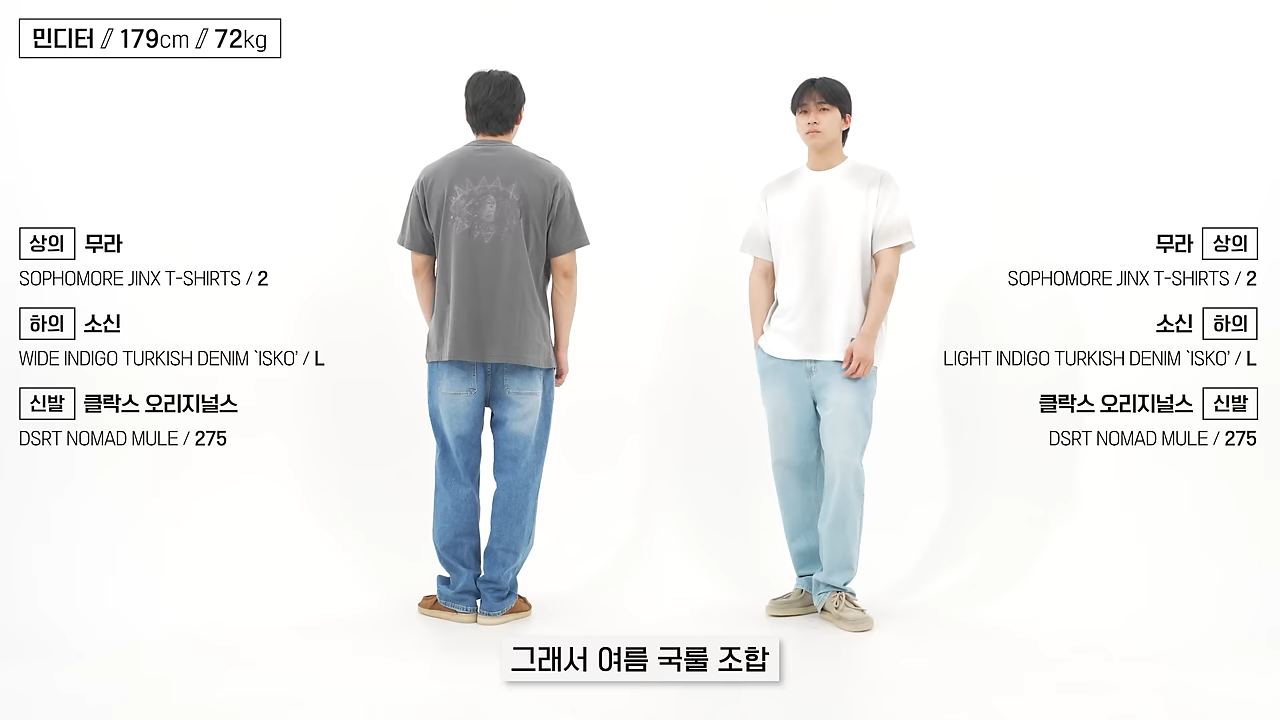 민디터 // 179cm // 72kg
상의 무라
SOPHOMORE JINX T-SHIRTS / 2
하의 소신
WIDE INDIGO TURKISH DENIM `ISKO' / L
신발 클락스 오리지널스
DSRT NOMAD MULE / 275
무라 상의
SOPHOMORE JINX T-SHIRTS / 2
소신 하의
LIGHT INDIGO TURKISH DENIM `ISKO' / L
클락스 오리지널스 신발
DSRT NOMAD MULE / 275
그래서 여름 국룰 조합